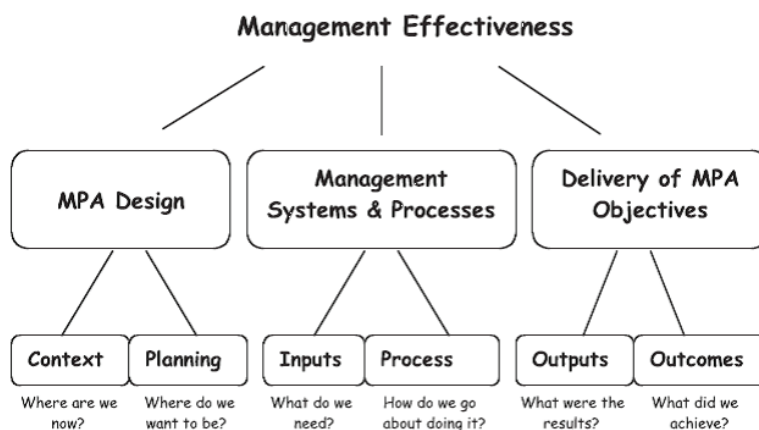 Management Effectiveness
MPA Design
Management
Systems & Processes
Delivery of MPA
Objectives
Context
Planning
Inputs
Process
Outputs
Outcomes
Where are we
now?
Where do we
want to be?
What do we
need?
How do we go
about doing it?
What were the
results?
What did we
achieve?